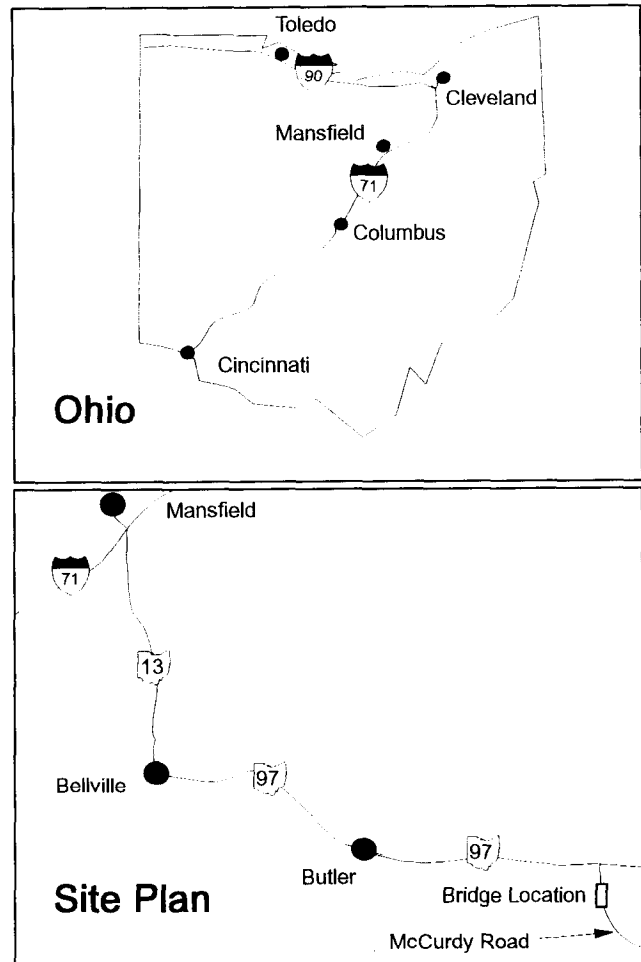 Toledo
90
Cleveland
Mansfield
71
Columbus
Cincinnati
Ohio
Mansfield
71
13
Bellville
97
Butler
97
Bridge Location
Site Plan
McCurdy Road